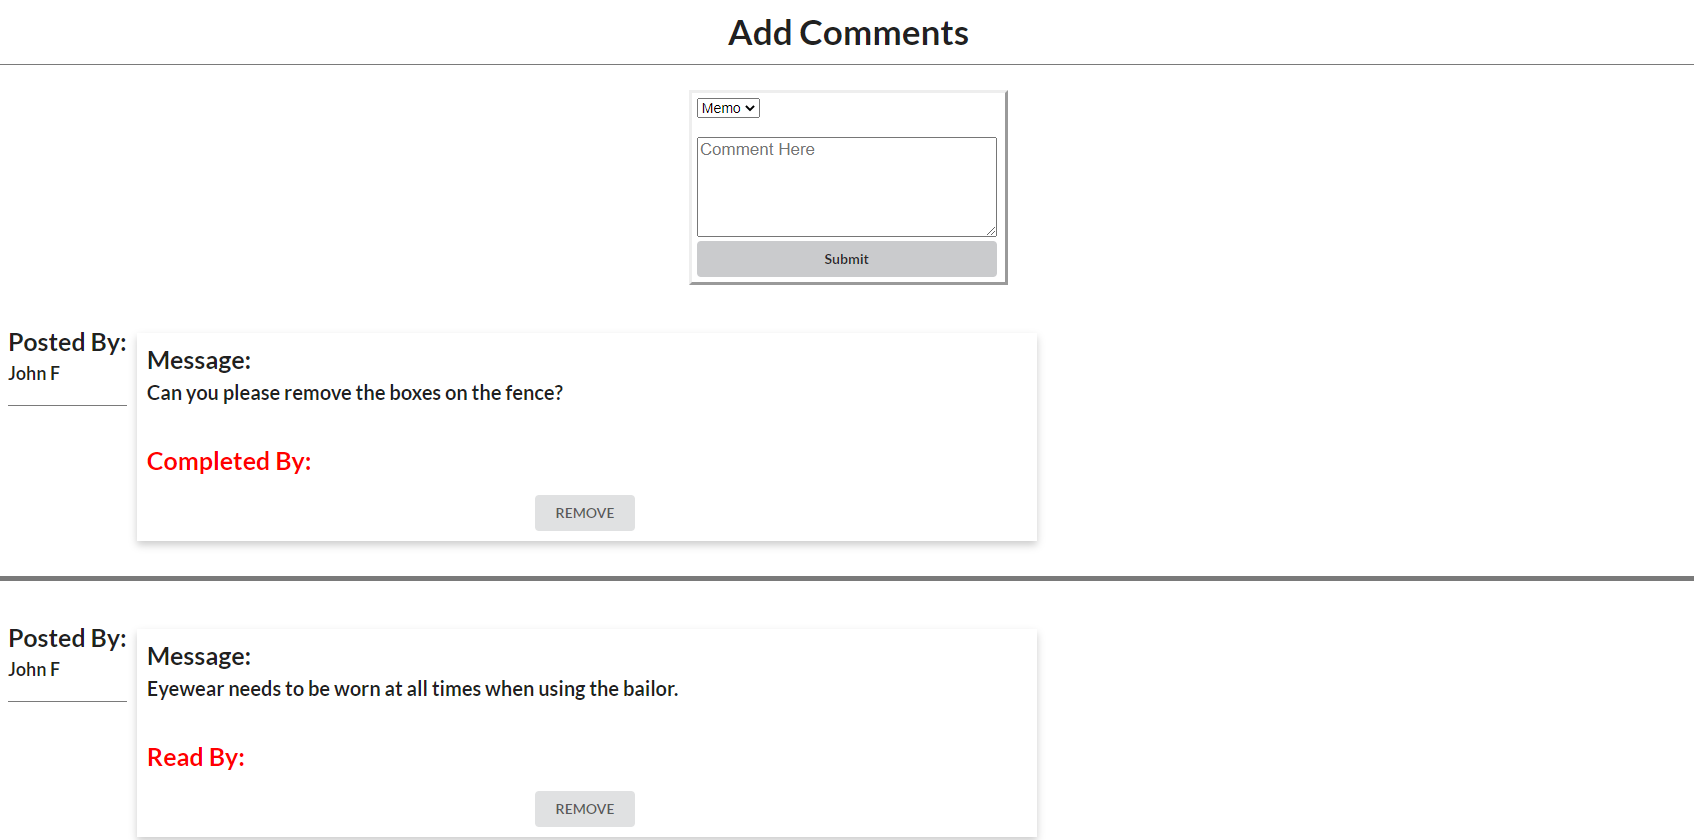 Add Comments
Memo
Comment Here
Submit
Posted By:
John F
Message:
Can you please remove the boxes on the fence?
Completed By:
REMOVE
Posted By:
John F
Message:
Eyewear needs to be worn at all times when using the bailor.
Read By:
REMOVE